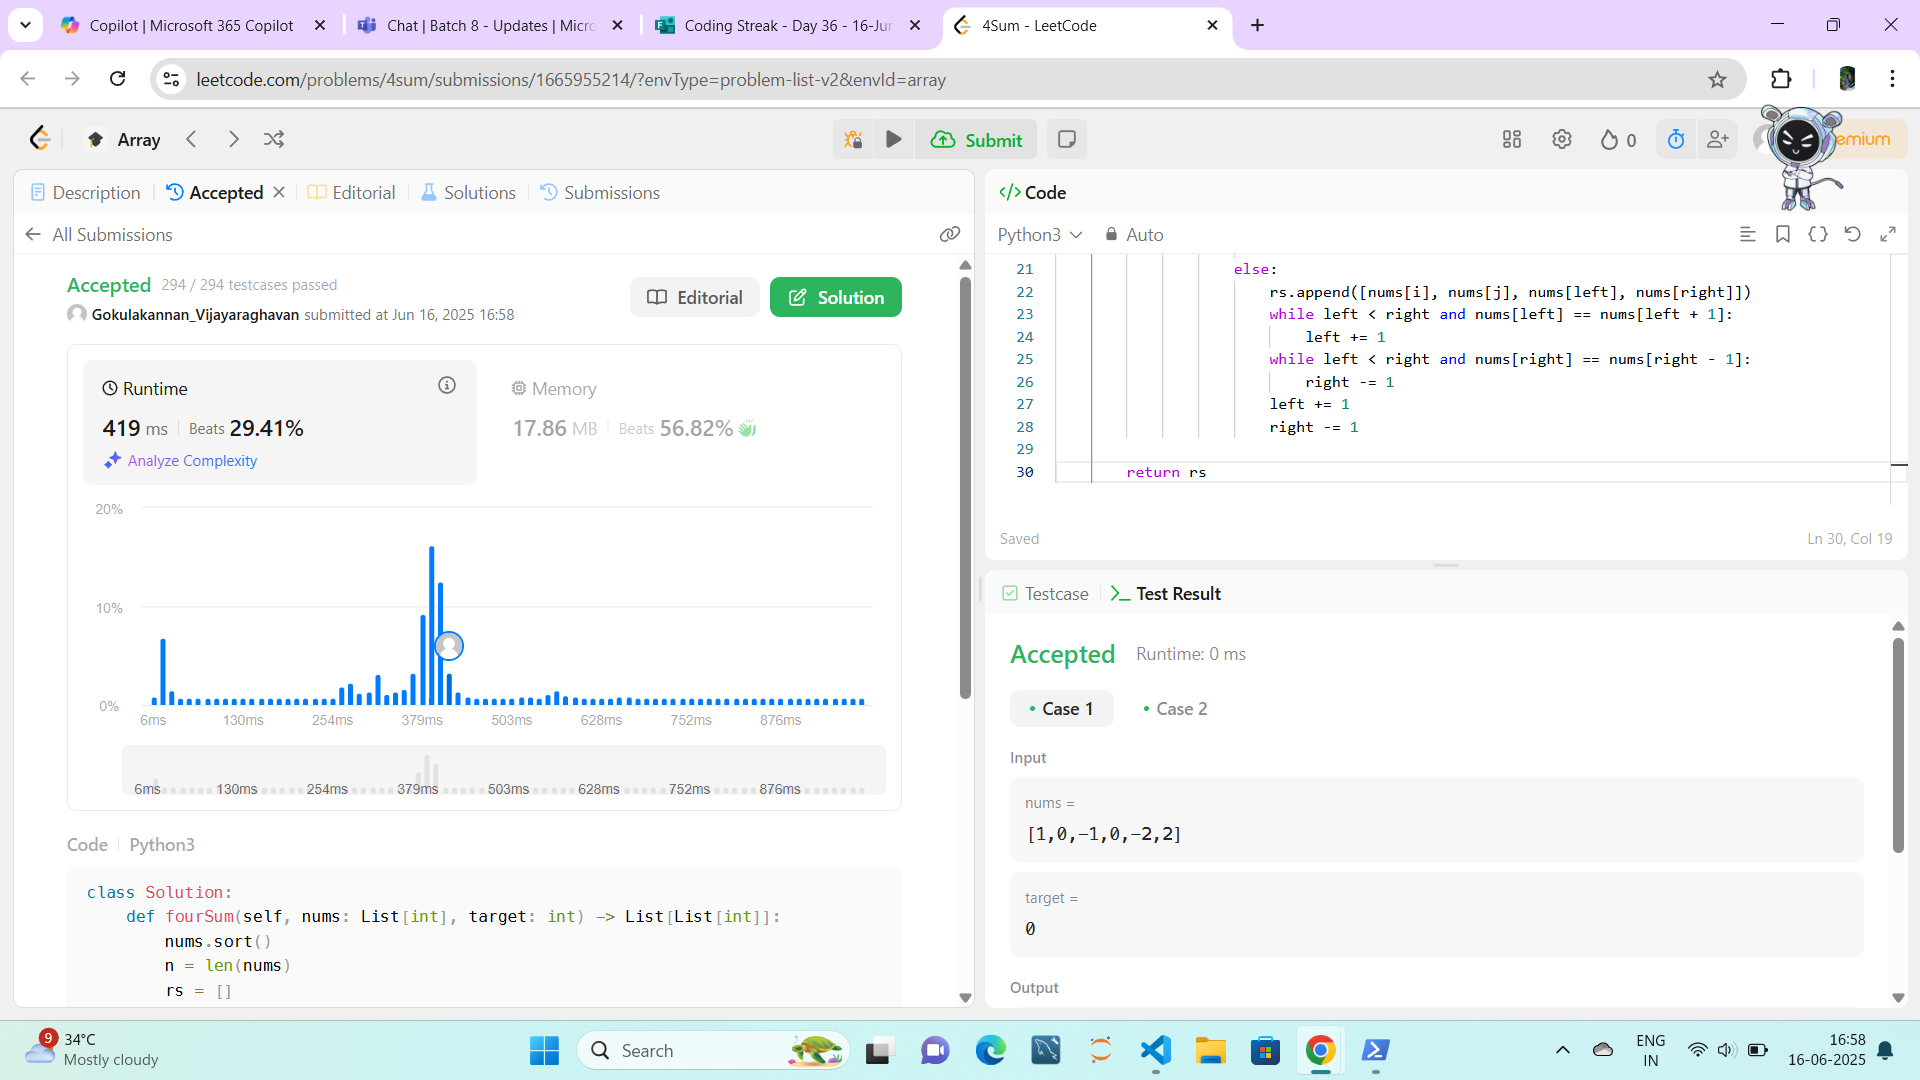 Copilot | Microsoft 365 Copilot
Chat | Batch 8 - Updates | Micro
Coding Streak - Day 36 - 16-Jun
4Sum - LeetCode
leetcode.com/problems/4sum/submissions/1665955214/?envType=problem-list-v2&envId=array
Array
Submit
0
emium
Description
Accepted
Editorial
Solutions
Submissions
All Submissions
Accepted 294 / 294 testcases passed
Gokulakannan_Vijayaraghavan submitted at Jun 16, 2025 16:58
Editorial
Solution
Runtime
419 ms Beats 29.41%
Analyze Complexity
Memory
17.86 MB Beats 56.82%
20%
10%
0%
6ms 130ms 254ms 379ms 503ms 628ms 752ms 876ms
6ms 130ms 254ms 379ms 503ms 628ms 752ms 876ms
Code Python3
class Solution:
def fourSum(self, nums: List[int], target: int) -> List[List[int]]:
nums.sort()
n = len(nums)
rs = []
</> Code
Python3 Auto
21 else:
22 rs.append([nums[i], nums[j], nums[left], nums[right]])
23 while left < right and nums[left] == nums[left + 1]:
24 left += 1
25 while left < right and nums[right] == nums[right - 1]:
26 right -= 1
27 left += 1
28 right -= 1
29
30 return rs
Saved
Ln 30, Col 19
Testcase
Test Result
Accepted Runtime: 0 ms
Case 1
Case 2
Input
nums =
[1,0,-1,0,-2,2]
target =
0
Output
9
34°C
Mostly cloudy
Search
ENG
IN
16:58
16-06-2025